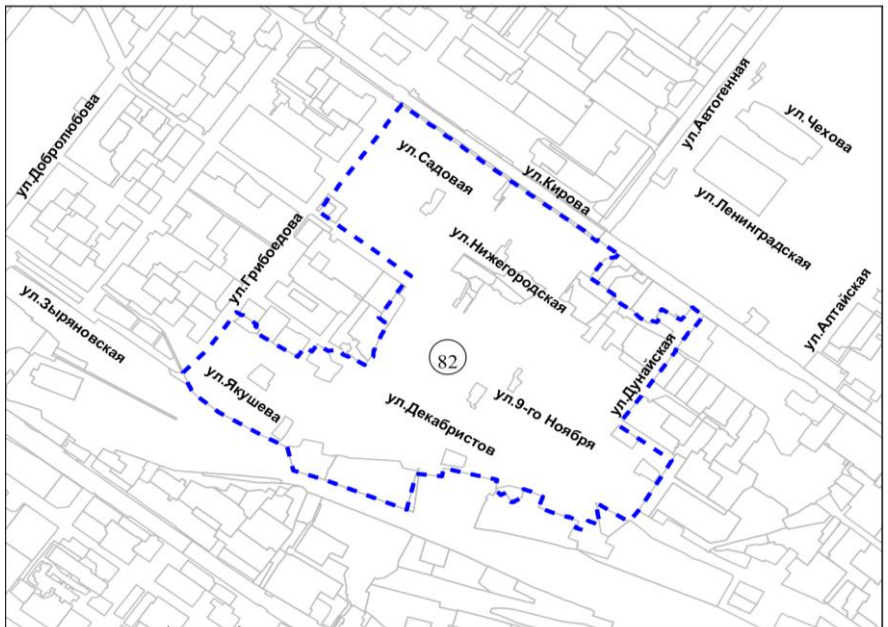 ул.Добролюбова
ул.Садовая
ул.Автогенная
ул.Чехова
ул.Кирова
ул.Ленинградская
ул.Грибоедова
ул.Нижегородская
ул.Алтайская
ул.Зыряновская
82
ул.Дунайская
ул.Якушева
ул.Декабристов
ул.9-го Ноября